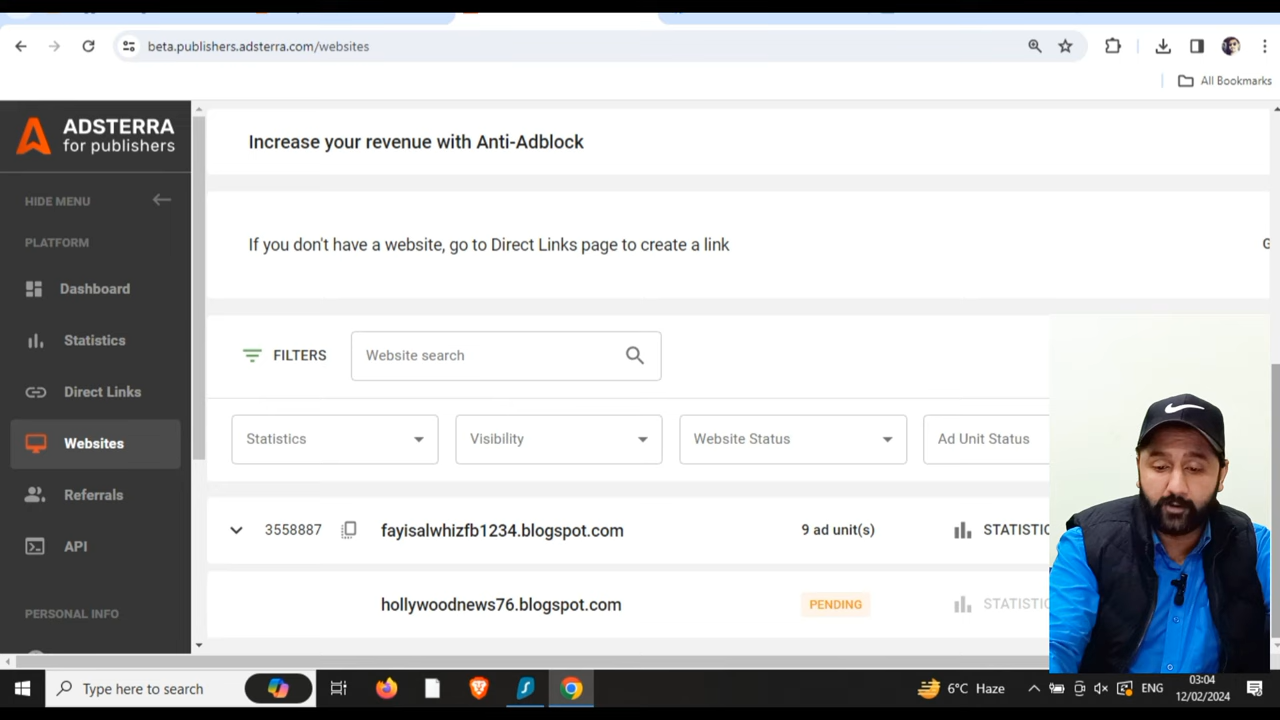 beta.publishers.adsterra.com/websites
All Bookmarks
ADSTERRA
for publishers
HIDE MENU
PLATFORM
Dashboard
Statistics
Direct Links
Websites
Referrals
API
PERSONAL INFO
Increase your revenue with Anti-Adblock
If you don't have a website, go to Direct Links page to create a link
G
FILTERS
Website search
Statistics
Visibility
Website Status
Ad Unit Status
3558887
fayisalwhizfb1234.blogspot.com
9 ad unit(s)
STATISTIC
hollywoodnews76.blogspot.com
PENDING
STATISTIC
Type here to search
6°C Haze
ENG
03:04
12/02/2024